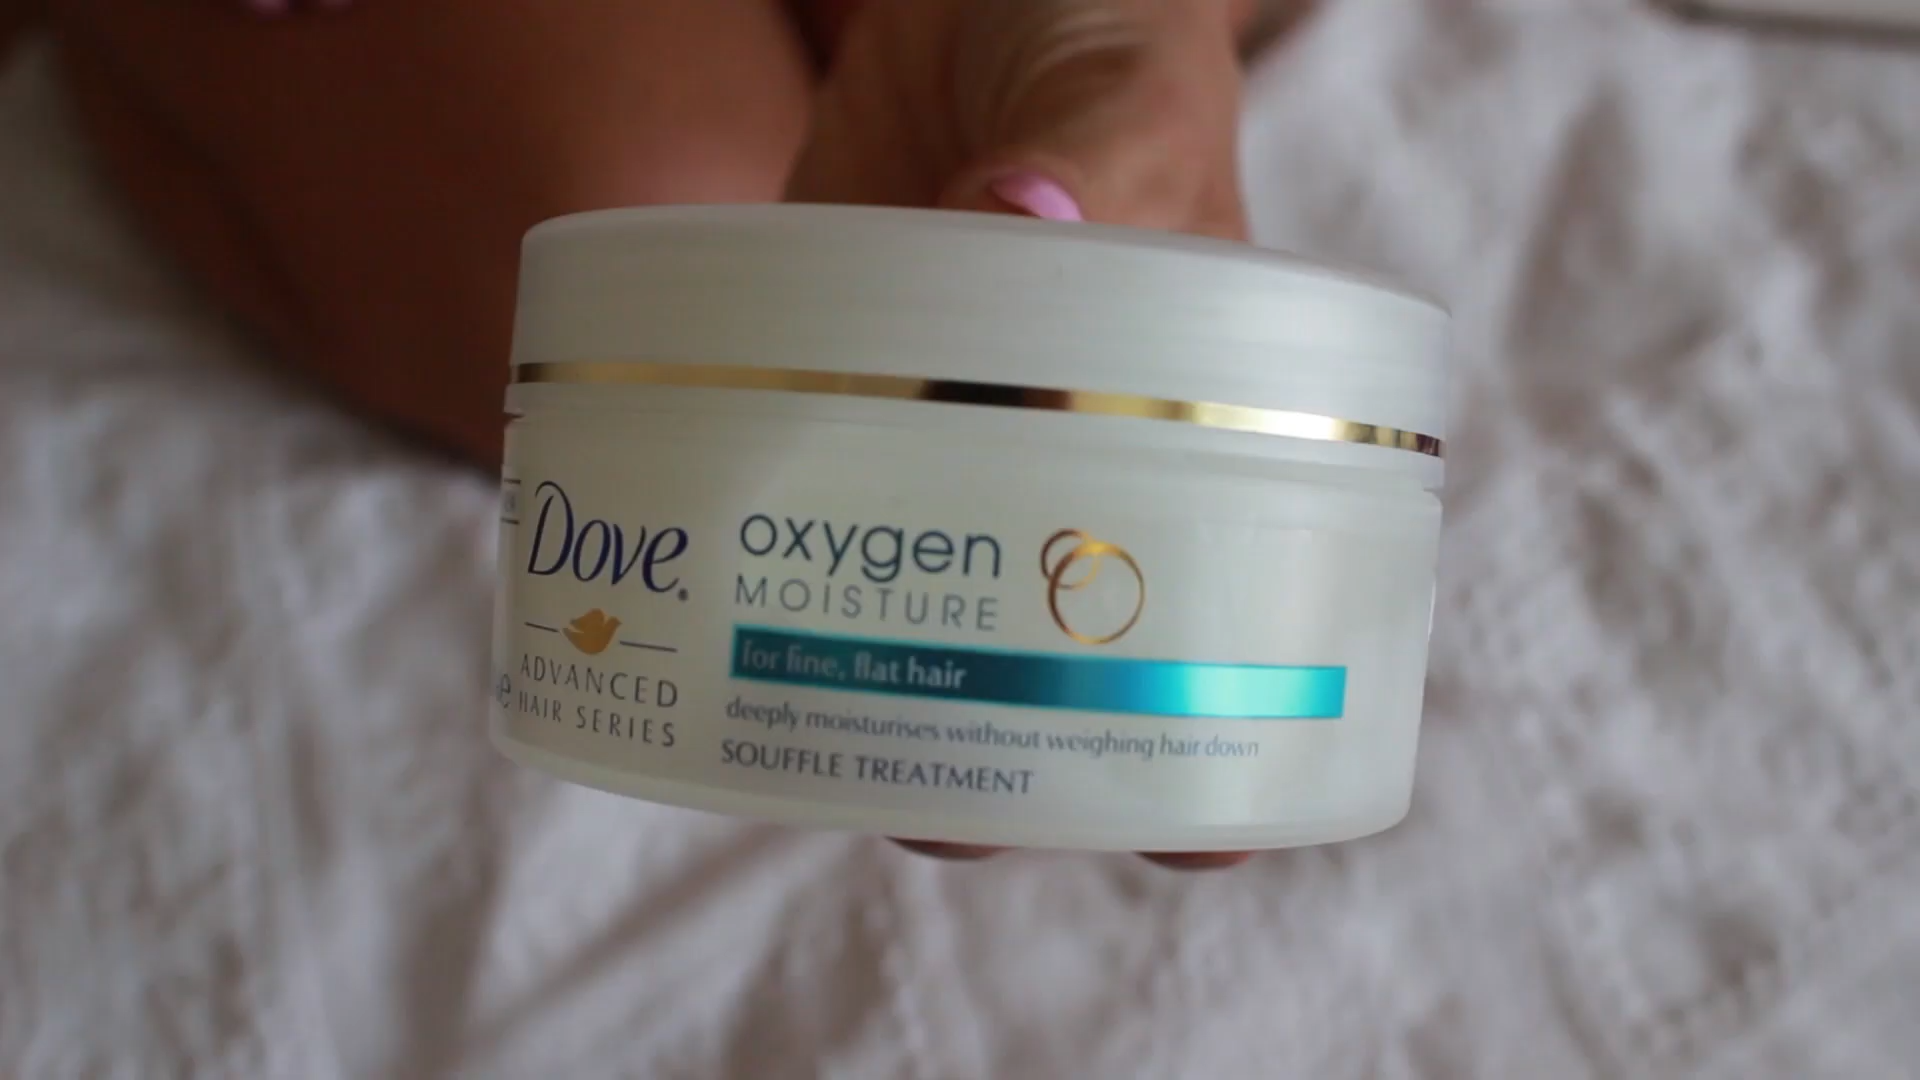 Dove
ADVANCED
HAIR SERIES
oxygen
MOISTURE
for fine, flat hair
deeply moisturises without weighing hair down
SOUFFLE TREATMENT